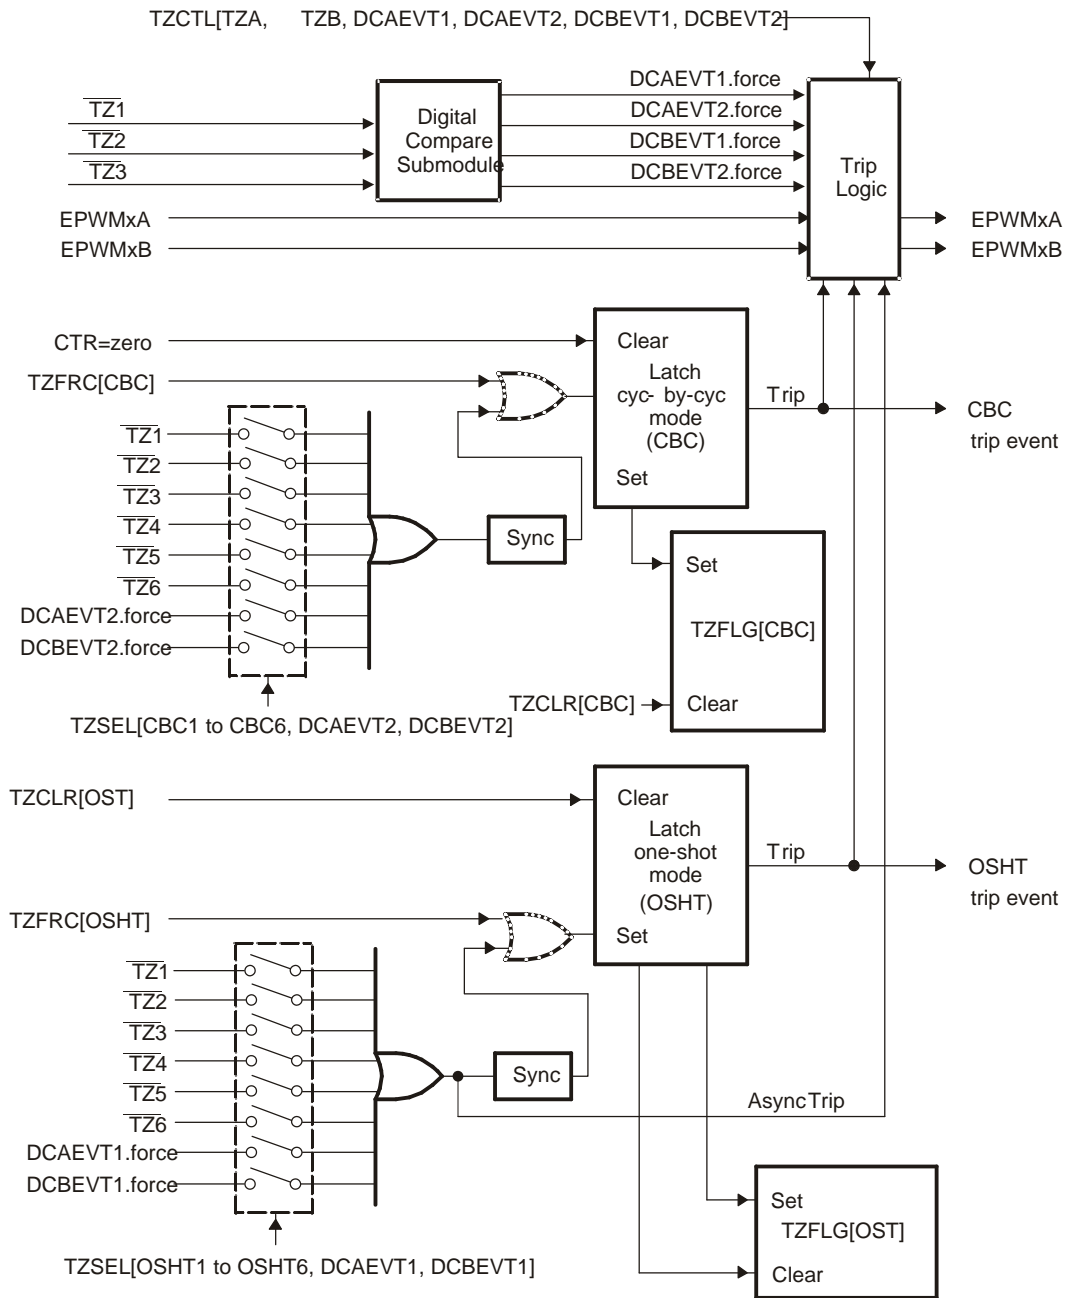 TZCTL[TZA, TZB, DCAEVT1, DCAEVT2, DCBEVT1, DCBEVT2]
TZ1
TZ2
TZ3
Digital
Compare
Submodule
DCAEVT1.force
DCAEVT2.force
DCBEVT1.force
DCBEVT2.force
Trip
Logic
EPWMxA
EPWMxB
EPWMxA
EPWMxB
CTR=zero
TZFRC[CBC]
Clear
Latch
cyc- by-cyc
mode
(CBC)
Set
Trip
CBC
trip event
TZ1
TZ2
TZ3
TZ4
TZ5
TZ6
DCAEVT2.force
DCBEVT2.force
Sync
Set
TZFLG[CBC]
Clear
TZCLR[CBC]
TZSEL[CBC1 to CBC6, DCAEVT2, DCBEVT2]
TZCLR[OST]
TZFRC[OSHT]
Clear
Latch
one-shot
mode
(OSHT)
Set
Trip
OSHT
trip event
TZ1
TZ2
TZ3
TZ4
TZ5
TZ6
DCAEVT1.force
DCBEVT1.force
Sync
Async Trip
Set
TZFLG[OST]
Clear
TZSEL[OSHT1 to OSHT6, DCAEVT1, DCBEVT1]